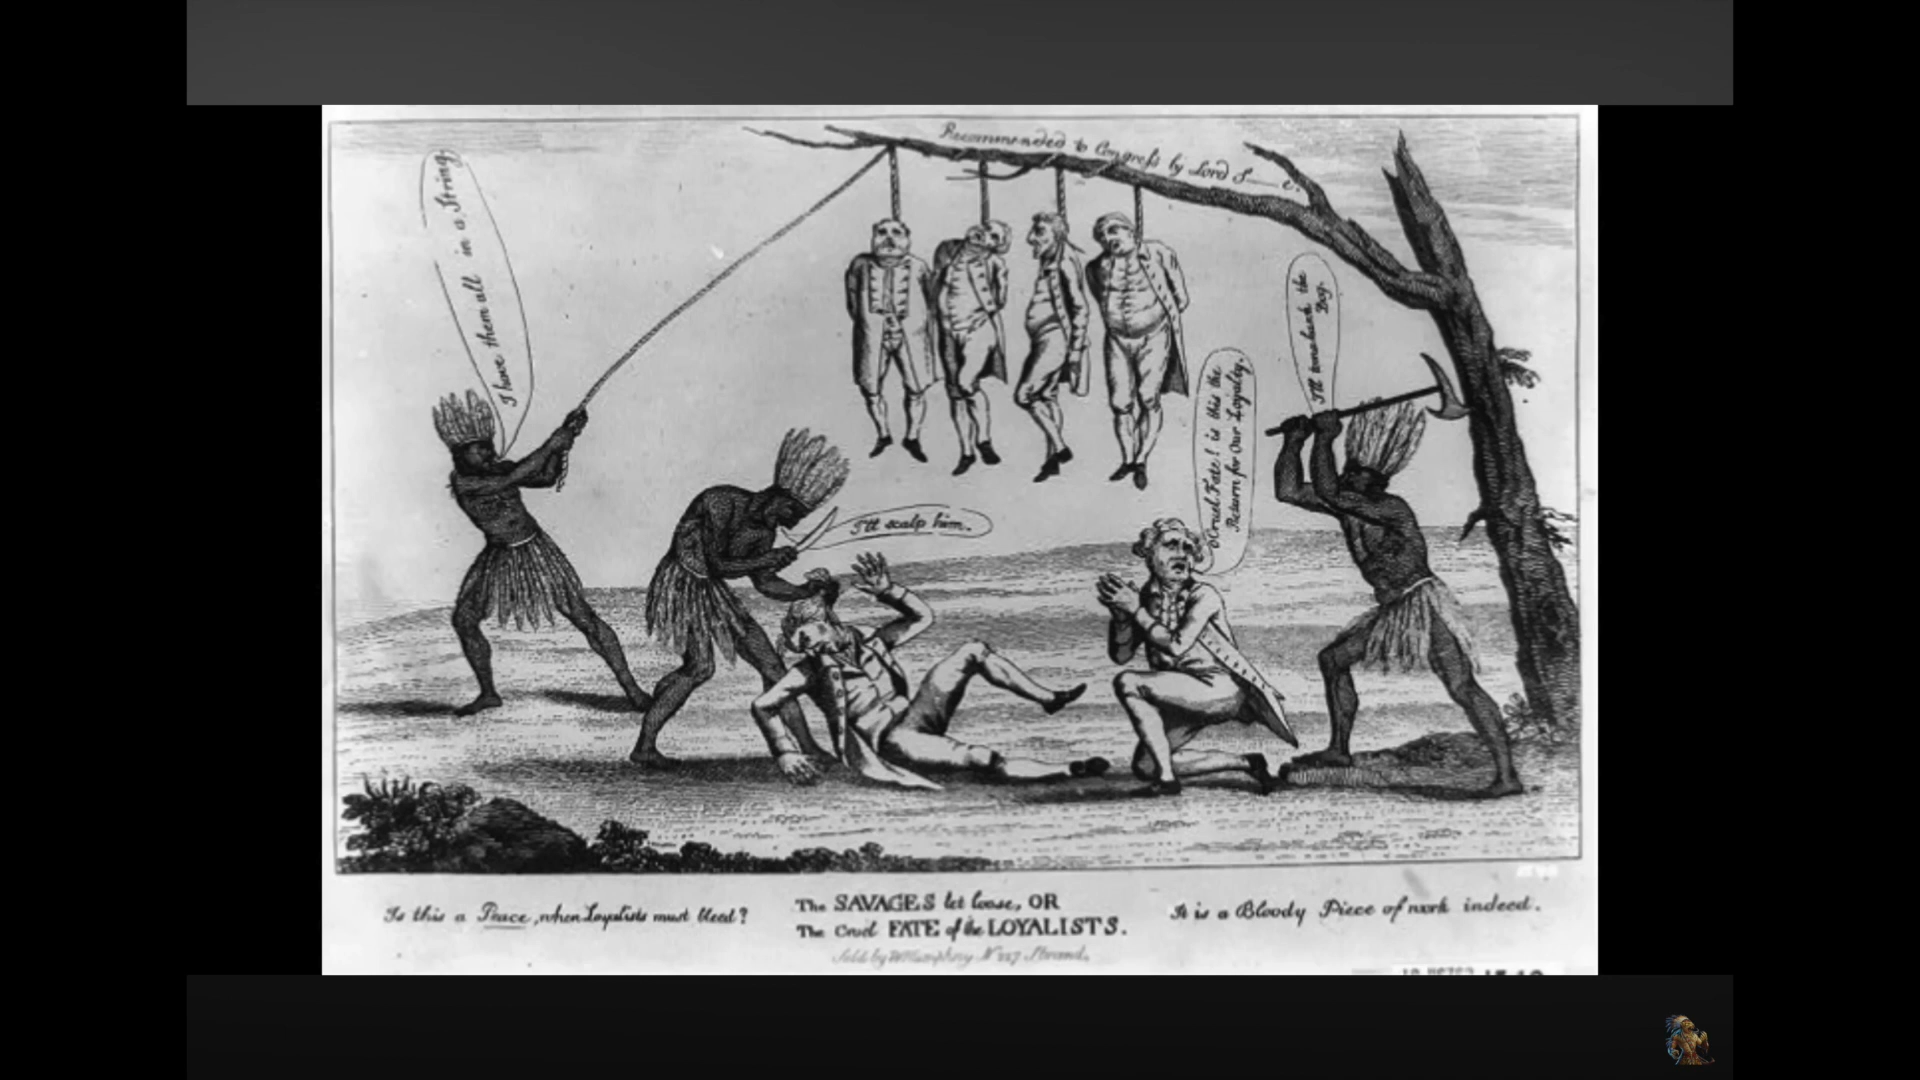 Recommended to Congress by Lord S——e.
I have them all in a String.
I'll scalp him.
O Cruel Fate! is this the
Return for Our Loyalty.
I'll tomahawk the
Dog.
Is this a Peace, when Loyalists must bleed?
The SAVAGES let loose, OR
The Cruel FATE of the LOYALISTS.
It is a Bloody Piece of work indeed.
Sold by W Humphrey No 227 Strand.